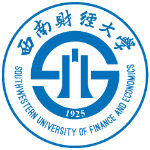 西南财经大学
SOUTHWESTERN UNIVERSITY OF FINANCE AND ECONOMICS
1925